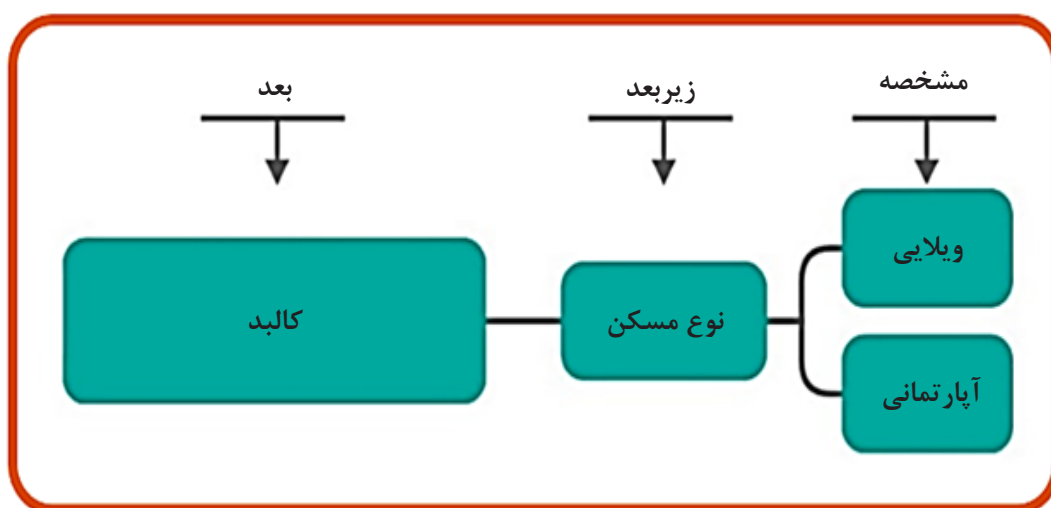 مشخصه
زیربعد
بعد
ویلایی
نوع مسکن
کالبد
آپارتمانی